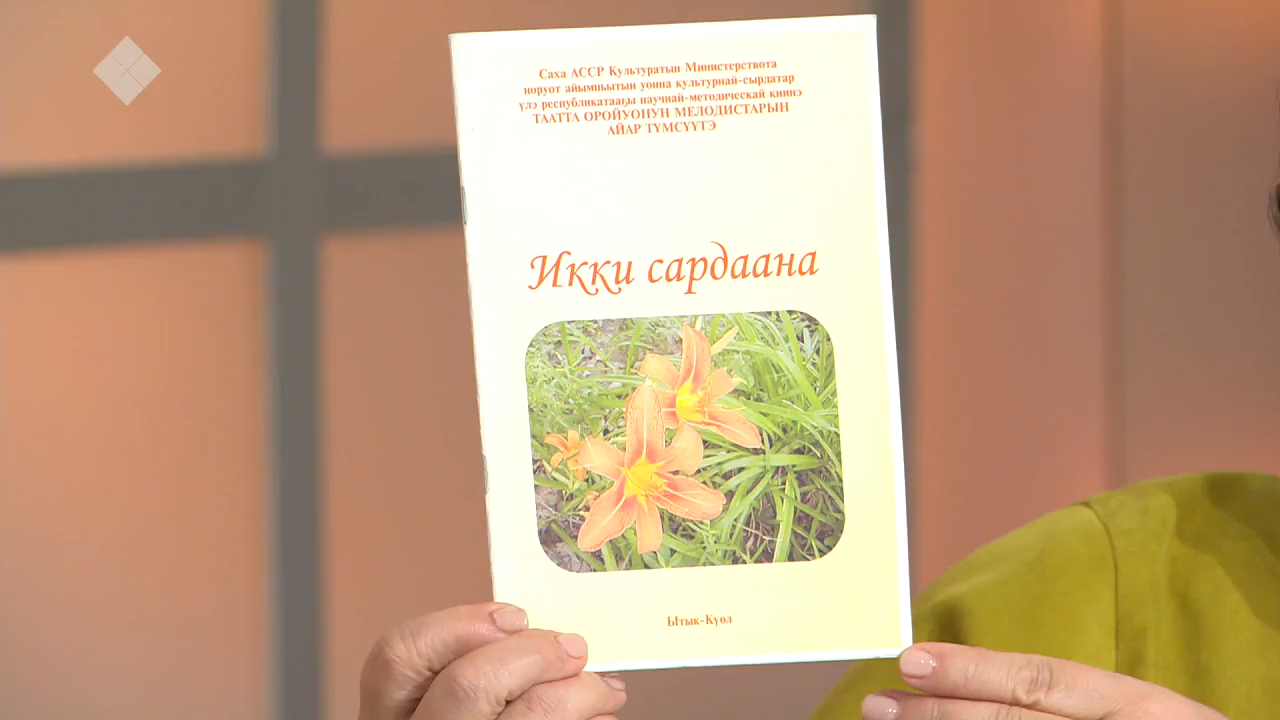 Саха АССР Культуратын Министерствота
норуот айымньытын уонна культурнай-сырдатар
үлэ республикатааҕы научнай-методическай киинэ
ТААТТА ОРОЙУОНУН МЕЛОДИСТАРЫН
АЙАР ТҮМСҮҮТЭ
Икки сардаана
Ытык-Күөл